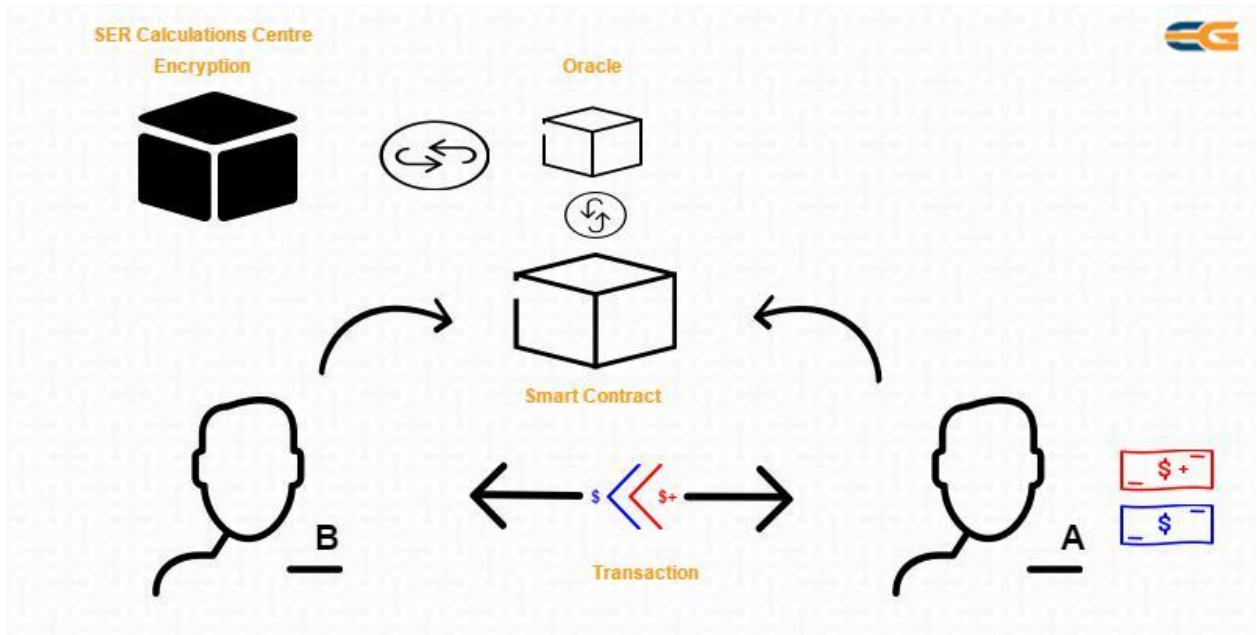 SER Calculations Centre
Encryption
Oracle
Smart Contract
B
$
$+
A
$ +
$
Transaction